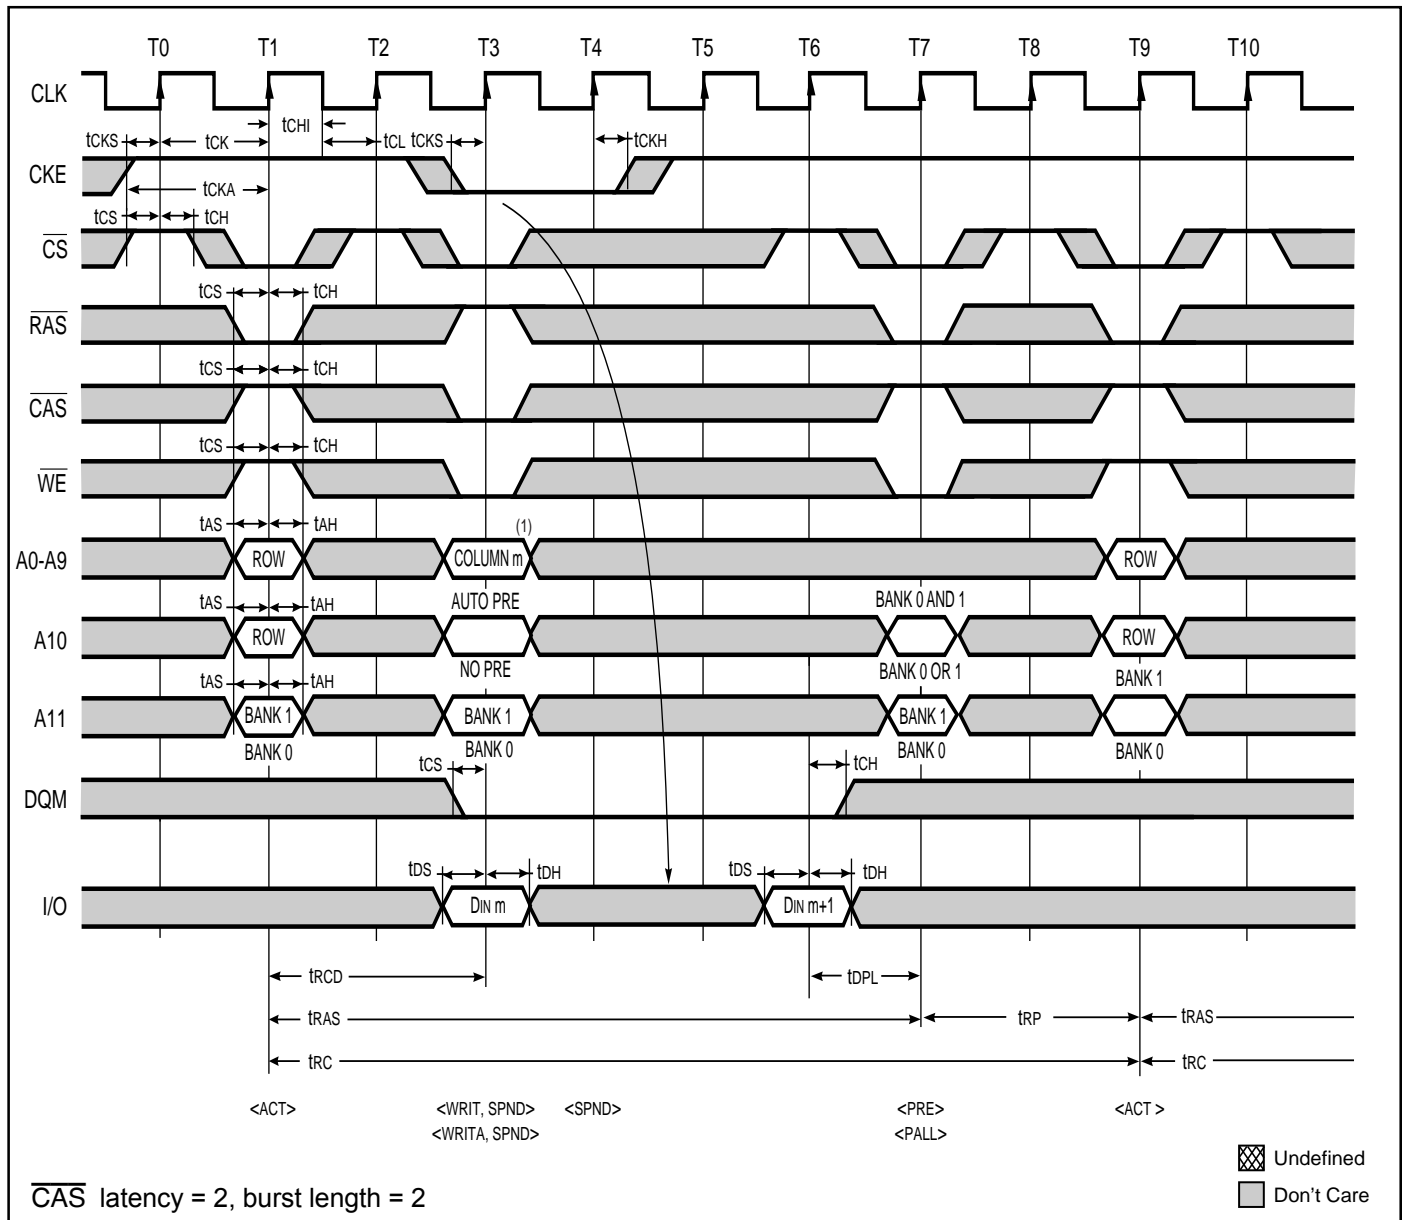 T0 T1 T2 T3 T4 T5 T6 T7 T8 T9 T10
CLK
tCHI
tCKS tCK tCL tCKS tCKH
CKE
tCKA
tCS tCH
CS
tCS tCH
RAS
tCS tCH
CAS
tCS tCH
WE
tAS tAH (1)
A0-A9 ROW COLUMN m ROW
tAS tAH AUTO PRE BANK 0 AND 1
A10 ROW ROW
NO PRE BANK 0 OR 1 BANK 1
tAS tAH
A11 BANK 1 BANK 1 BANK 1
BANK 0 BANK 0 BANK 0 BANK 0
tCS tCH
DQM
tDS tDH tDS tDH
I/O DIN m DIN m+1
tRCD tDPL
tRAS tRP tRAS
tRC tRC
<ACT> <WRIT, SPND> <SPND> <PRE> <ACT >
<WRITA, SPND> <PALL>
Undefined
CAS latency = 2, burst length = 2 Don't Care